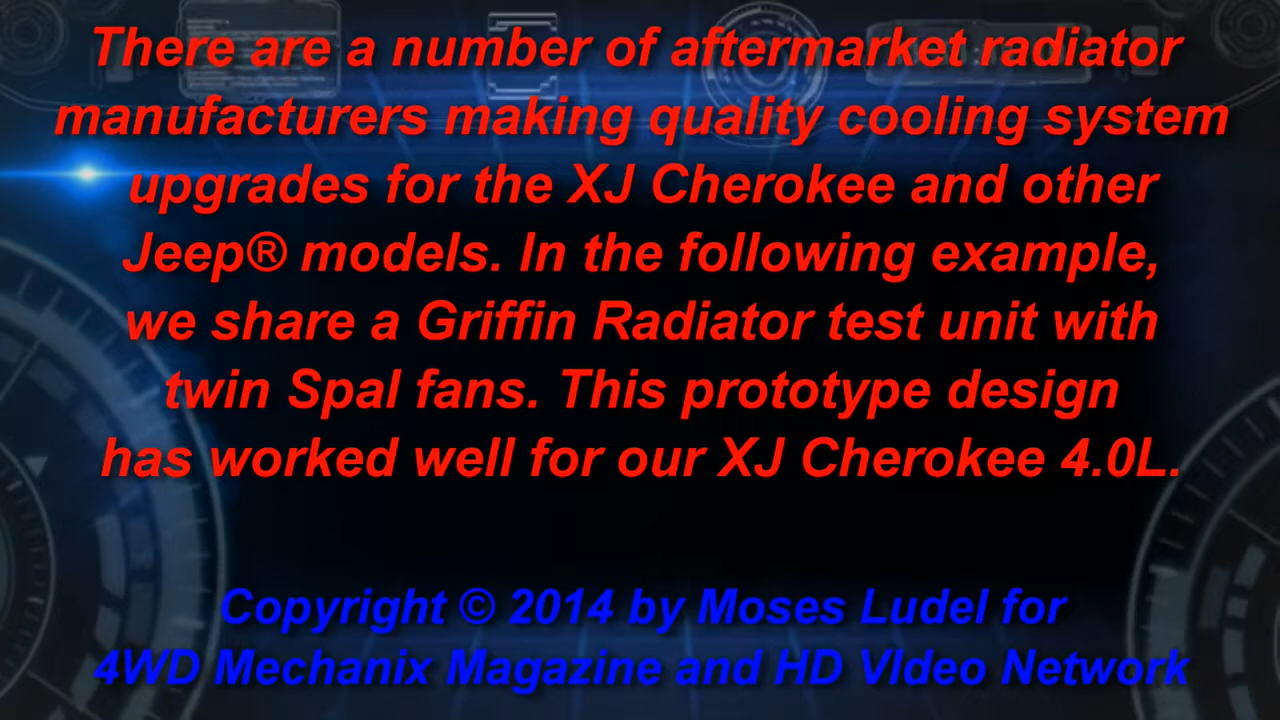 There are a number of aftermarket radiator
manufacturers making quality cooling system
upgrades for the XJ Cherokee and other
Jeep® models. In the following example,
we share a Griffin Radiator test unit with
twin Spal fans. This prototype design
has worked well for our XJ Cherokee 4.0L.
Copyright © 2014 by Moses Ludel for
4WD Mechanix Magazine and HD VIdeo Network